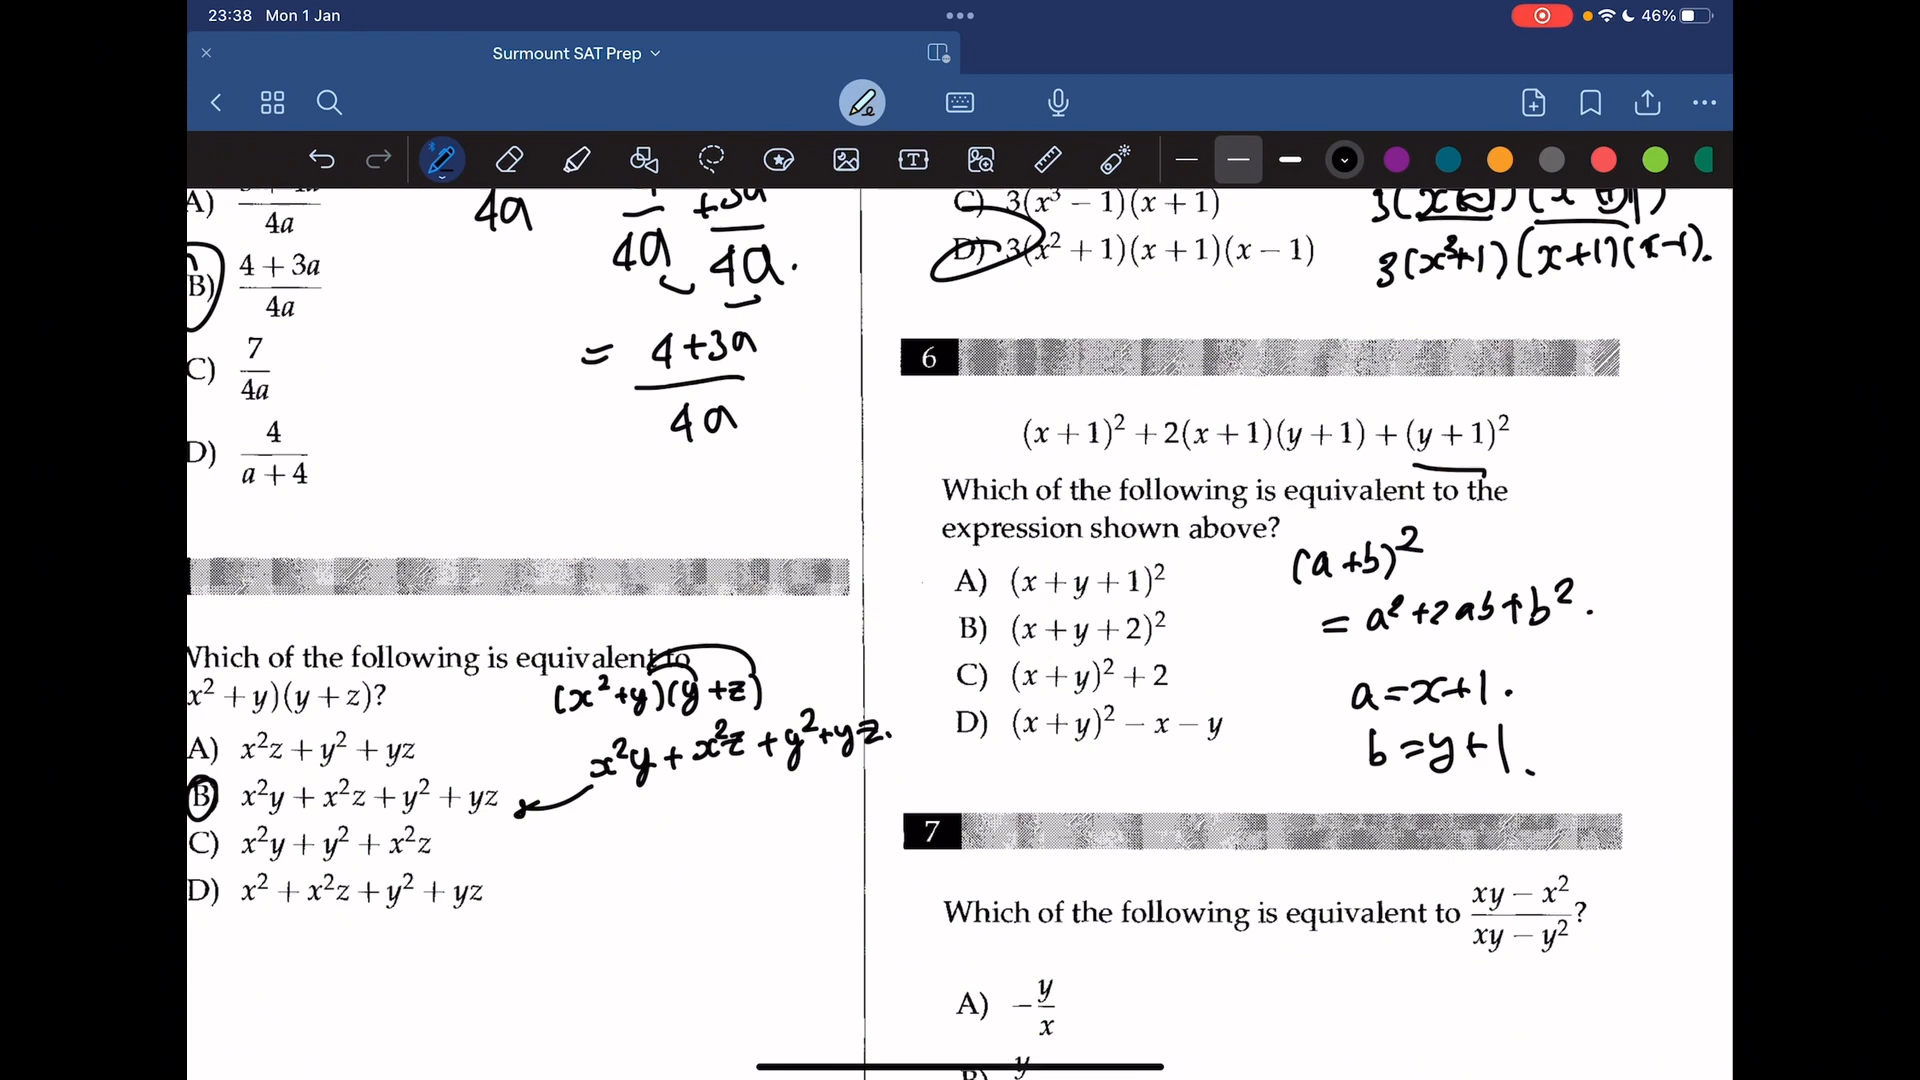 23:38 Mon 1 Jan
46%
Surmount SAT Prep
A)
4a
B) 4 + 3a
4a
C) 7
4a
D) 4
a + 4
4a
4a +3a
4a
= 4+3a
4a
Which of the following is equivalent to
x² + y)(y + z)?
(x²+y)(y+z)
x²y + x²z + y² + yz.
A) x²z + y² + yz
B) x²y + x²z + y² + yz
C) x²y + y² + x²z
D) x² + x²z + y² + yz
C) 3(x³ − 1)(x + 1)
D) 3(x² + 1)(x + 1)(x − 1)
3(x²+1)(x+1)(x-1).
6
(x + 1)² + 2(x + 1)(y + 1) + (y + 1)²
Which of the following is equivalent to the
expression shown above?
A) (x + y + 1)²
B) (x + y + 2)²
C) (x + y)² + 2
D) (x + y)² − x − y
(a+b)²
= a²+2ab+b².
a=x+1.
b=y+1.
7
Which of the following is equivalent to xy − x² / xy − y² ?
A) − y
x
B) y